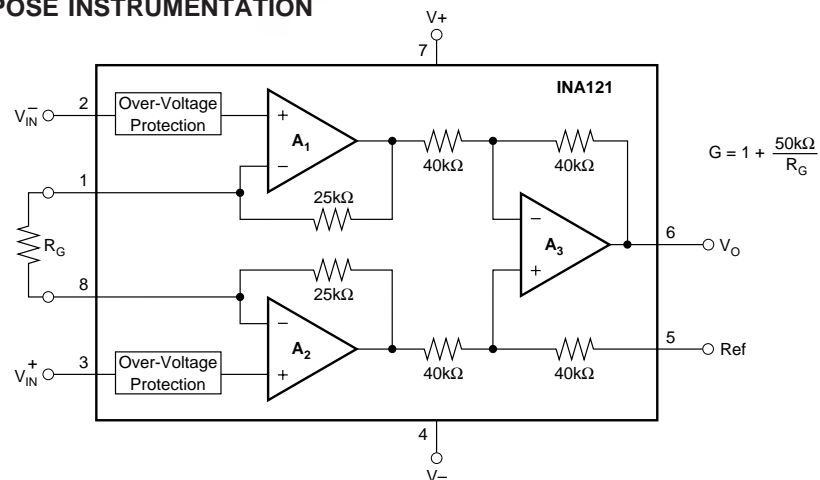 POSE INSTRUMENTATION
V+
7
INA121
V–IN
2
Over-Voltage
Protection
+
A1
–
40kΩ
40kΩ
G = 1 + 50kΩ
RG
1
25kΩ
RG
–
A3
+
6
VO
8
25kΩ
–
A2
+
40kΩ
40kΩ
5
Ref
V+IN
3
Over-Voltage
Protection
4
V–